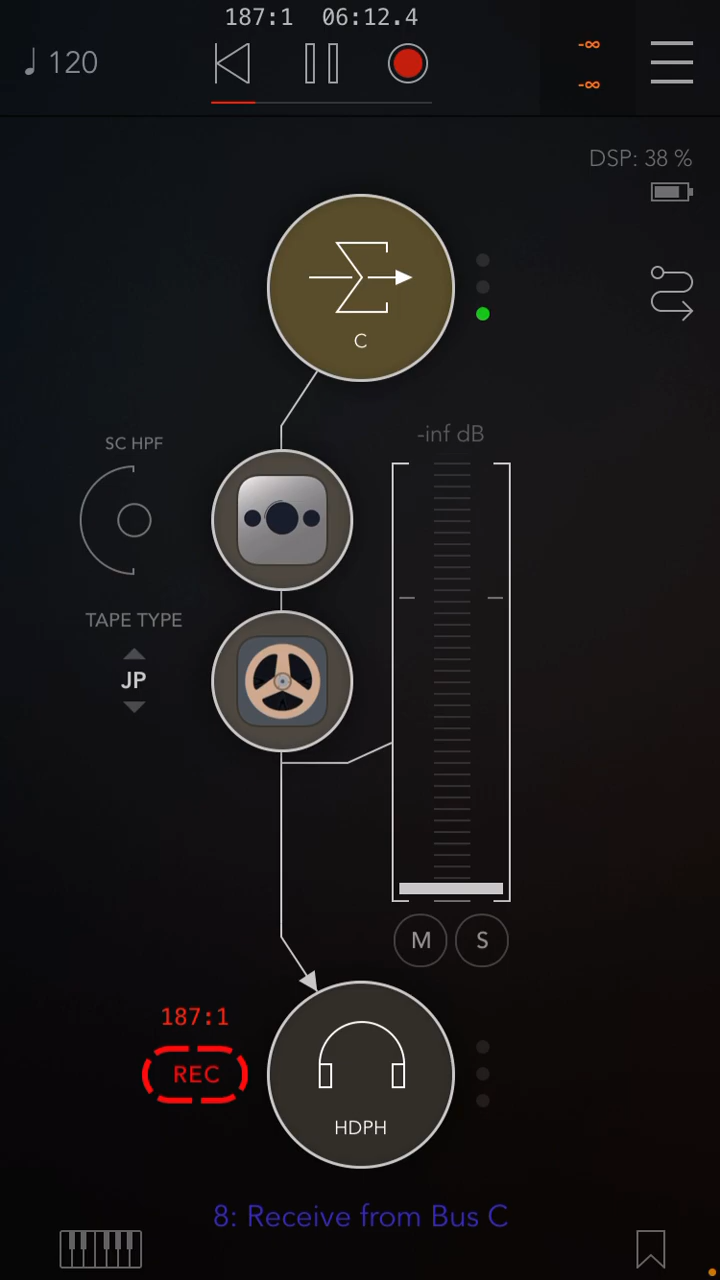 187:1 06:12.4
♩ 120
-∞
-∞
DSP: 38 %
C
-inf dB
SC HPF
TAPE TYPE
JP
M S
187:1
REC
HDPH
8: Receive from Bus C